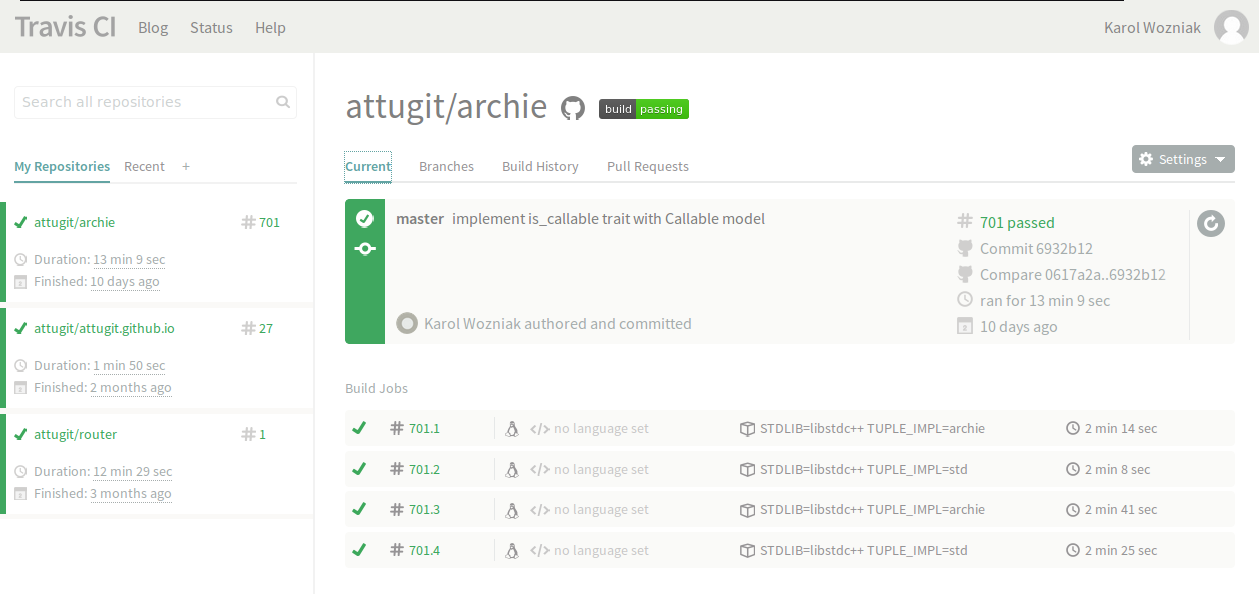 Travis CI Blog Status Help Karol Wozniak
Search all repositories
My Repositories Recent +
attugit/archie # 701
Duration: 13 min 9 sec
Finished: 10 days ago
attugit/attugit.github.io # 27
Duration: 1 min 50 sec
Finished: 2 months ago
attugit/router # 1
Duration: 12 min 29 sec
Finished: 3 months ago
attugit/archie build passing
Current Branches Build History Pull Requests
Settings
master implement is_callable trait with Callable model
Karol Wozniak authored and committed
# 701 passed
Commit 6932b12
Compare 0617a2a..6932b12
ran for 13 min 9 sec
10 days ago
Build Jobs
# 701.1 </> no language set STDLIB=libstdc++ TUPLE_IMPL=archie 2 min 14 sec
# 701.2 </> no language set STDLIB=libstdc++ TUPLE_IMPL=std 2 min 8 sec
# 701.3 </> no language set STDLIB=libstdc++ TUPLE_IMPL=archie 2 min 41 sec
# 701.4 </> no language set STDLIB=libstdc++ TUPLE_IMPL=std 2 min 25 sec